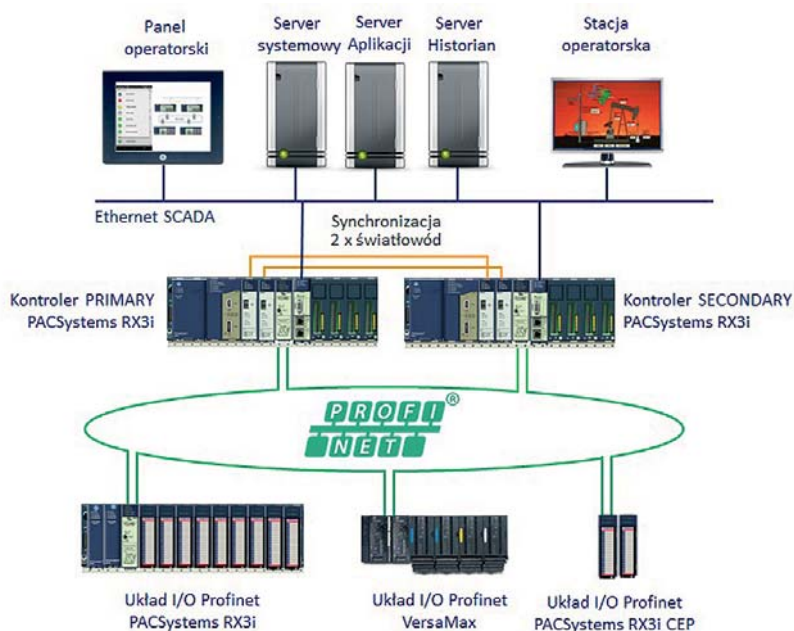 Panel
operatorski
Server
systemowy
Server
Aplikacji
Server
Historian
Stacja
operatorska
Ethernet SCADA
Synchronizacja
2 x światłowód
Kontroler PRIMARY
PACSystems RX3i
Kontroler SECONDARY
PACSystems RX3i
PROFI
NET®
Układ I/O Profinet
PACSystems RX3i
Układ I/O Profinet
VersaMax
Układ I/O Profinet
PACSystems RX3i CEP